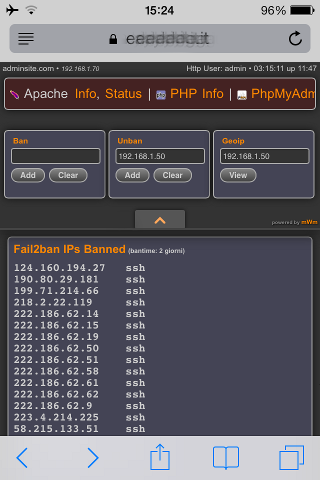 15:24
96%
adminsite.com • 192.168.1.70
Http User: admin • 03:15:11 up 11:47
Apache Info, Status | PHP Info | PhpMyAdm
Ban
Unban
Geoip
192.168.1.50
192.168.1.50
Add Clear
Add Clear
View
powered by mWm
Fail2ban IPs Banned (bantime: 2 giorni)
124.160.194.27 ssh
190.80.29.181 ssh
199.71.214.66 ssh
218.2.22.119 ssh
222.186.62.14 ssh
222.186.62.15 ssh
222.186.62.19 ssh
222.186.62.50 ssh
222.186.62.51 ssh
222.186.62.58 ssh
222.186.62.61 ssh
222.186.62.62 ssh
222.186.62.9 ssh
223.4.214.225 ssh
58.215.133.51 ssh